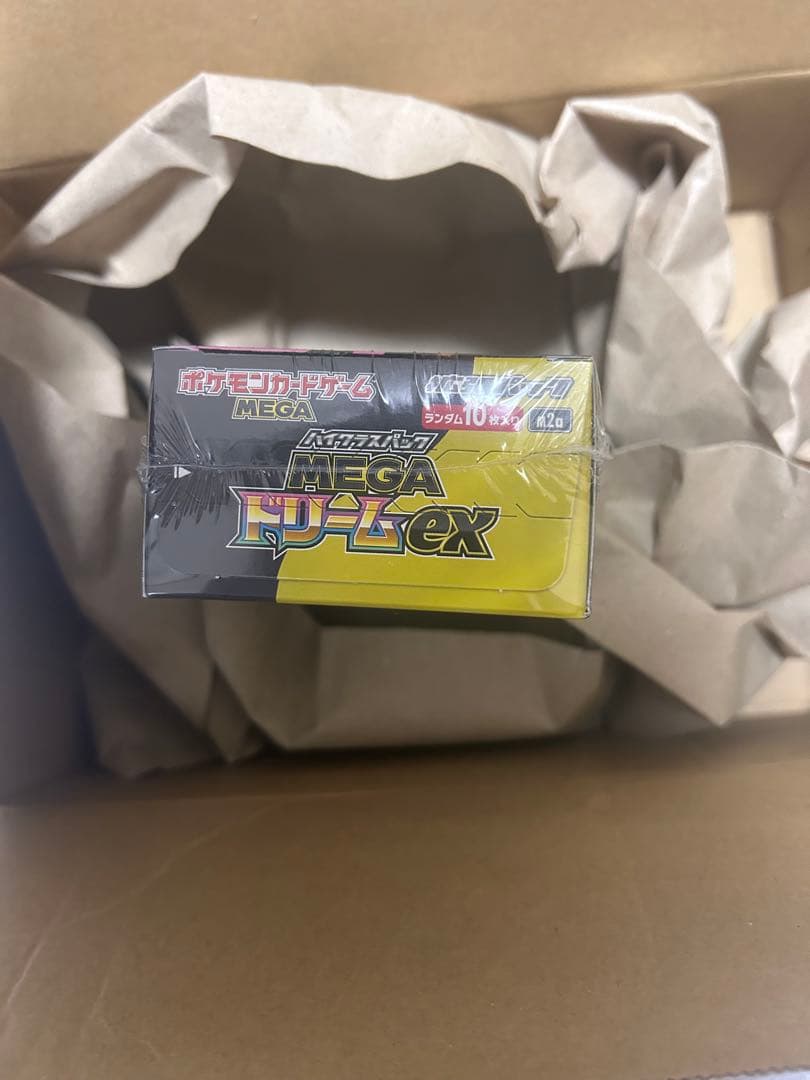 ポケモンカードゲーム
MEGA
ランダム10枚入り
m2a
ハイクラスパック
MEGA
ドリームex